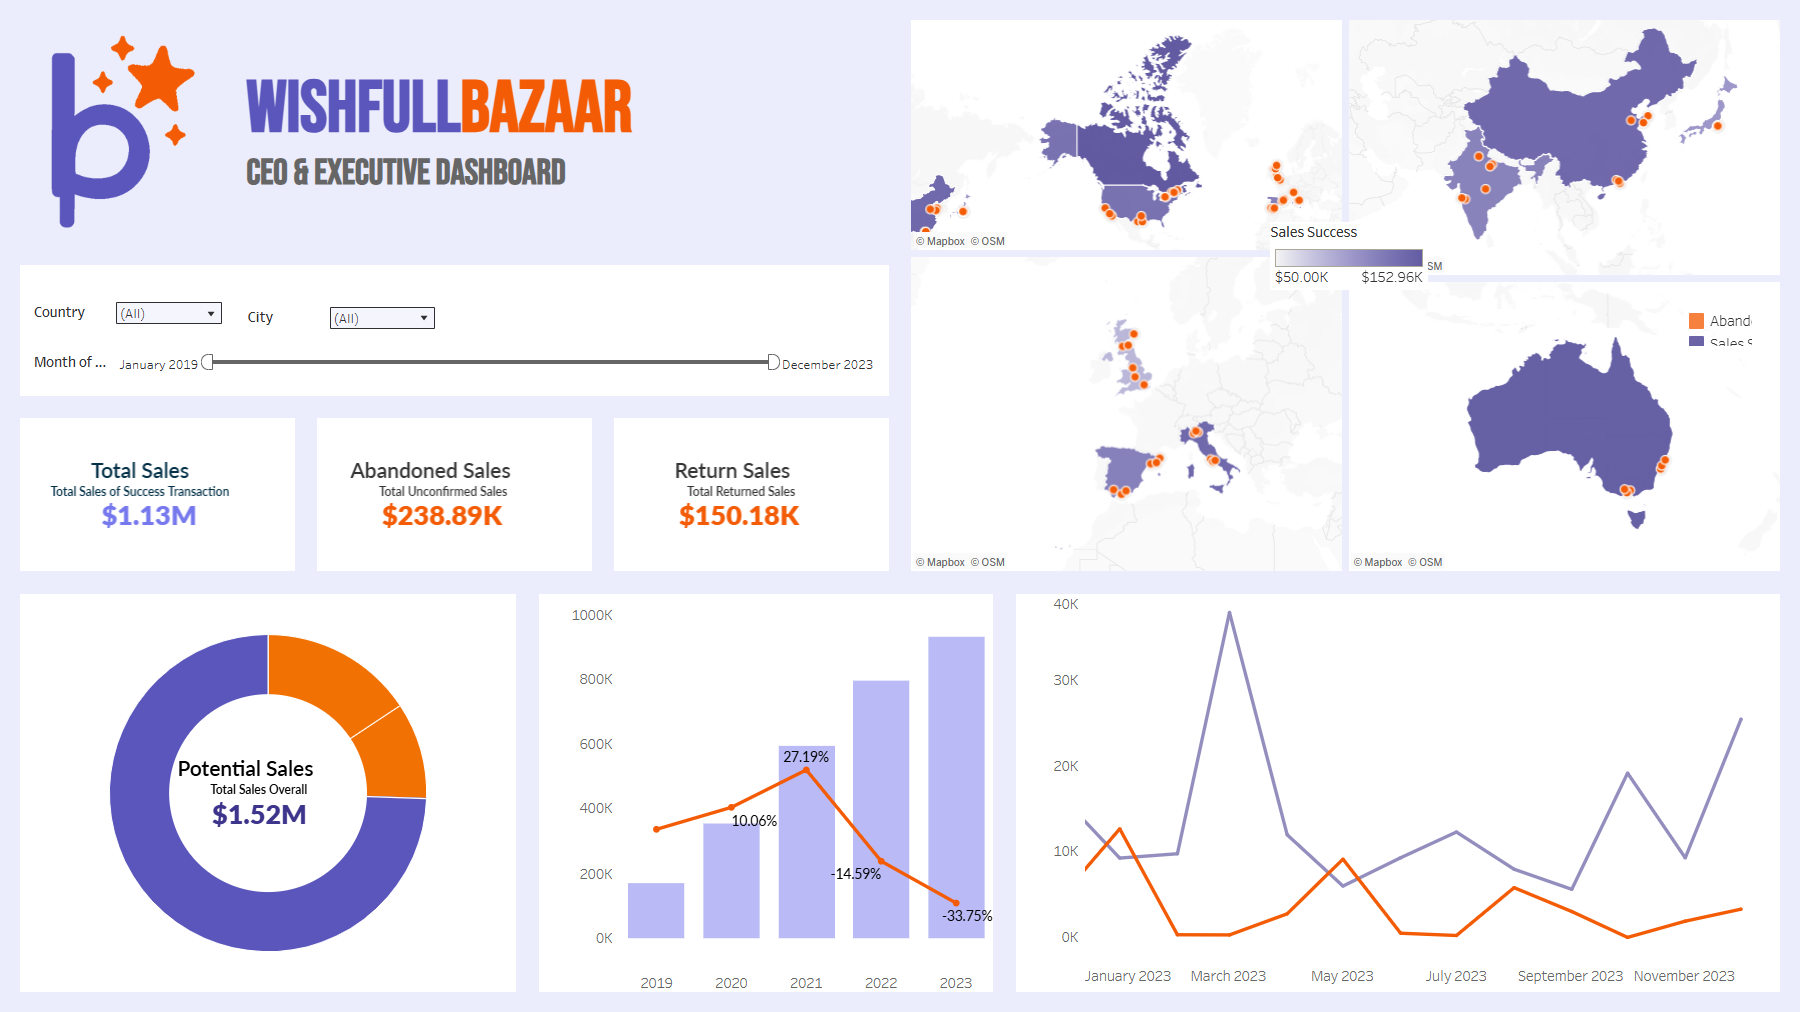 WISHFULLBAZAAR
CEO & EXECUTIVE DASHBOARD
Country
(All)
City
(All)
Month of ...
January 2019
December 2023
Total Sales
Total Sales of Success Transaction
$1.13M
Abandoned Sales
Total Unconfirmed Sales
$238.89K
Return Sales
Total Returned Sales
$150.18K
© Mapbox © OSM
SM
Sales Success
$50.00K
$152.96K
© Mapbox © OSM
Aband
Sales S
© Mapbox © OSM
Potential Sales
Total Sales Overall
$1.52M
1000K
800K
600K
400K
200K
0K
27.19%
10.06%
-14.59%
-33.75%
2019
2020
2021
2022
2023
40K
30K
20K
10K
0K
January 2023
March 2023
May 2023
July 2023
September 2023
November 2023